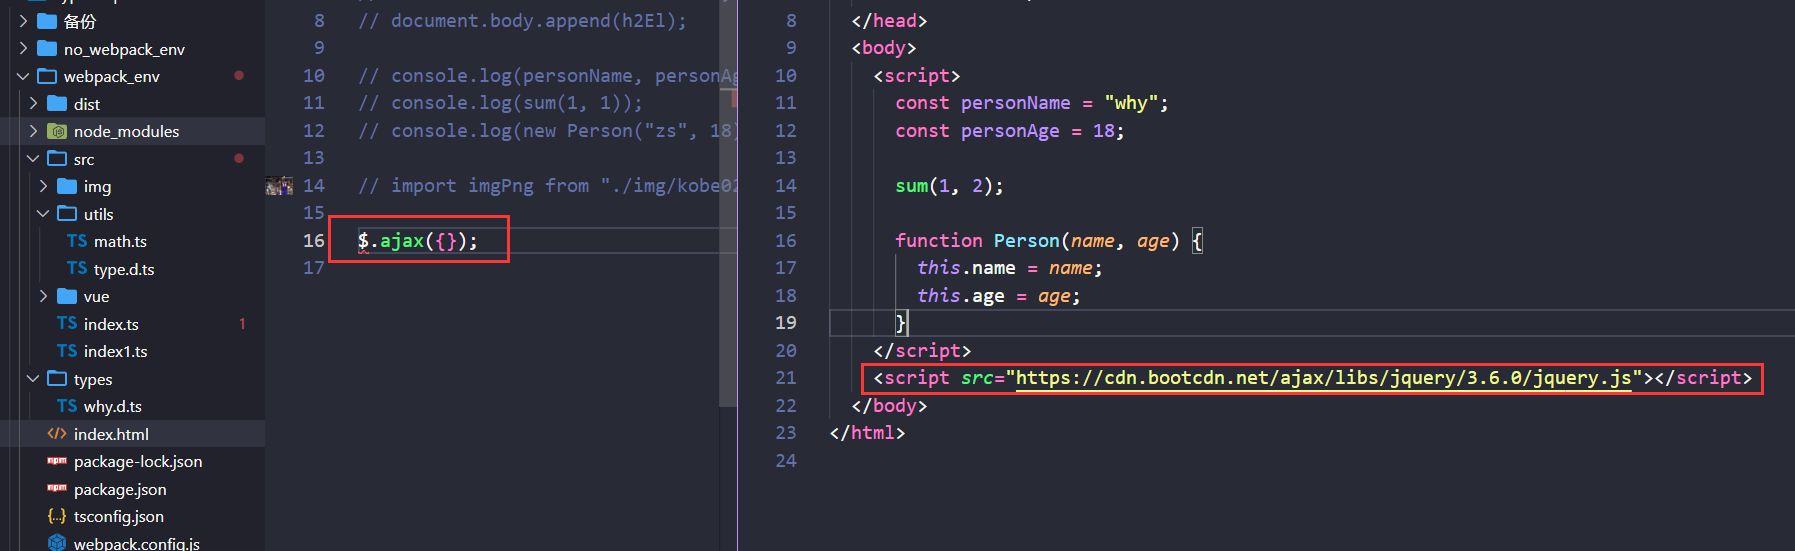 备份
no_webpack_env
webpack_env
dist
node_modules
src
img
utils
TS math.ts
TS type.d.ts
vue
TS index.ts 1
TS index1.ts
types
TS why.d.ts
index.html
package-lock.json
package.json
tsconfig.json
webpack.config.js
8 // document.body.append(h2El);
9
10 // console.log(personName, personAg
11 // console.log(sum(1, 1));
12 // console.log(new Person("zs", 18)
13
14 // import imgPng from "./img/kobe02
15
16 $.ajax({});
17
8 </head>
9 <body>
10 <script>
11 const personName = "why";
12 const personAge = 18;
13
14 sum(1, 2);
15
16 function Person(name, age) {
17 this.name = name;
18 this.age = age;
19 }
20 </script>
21 <script src="https://cdn.bootcdn.net/ajax/libs/jquery/3.6.0/jquery.js"></script>
22 </body>
23 </html>
24